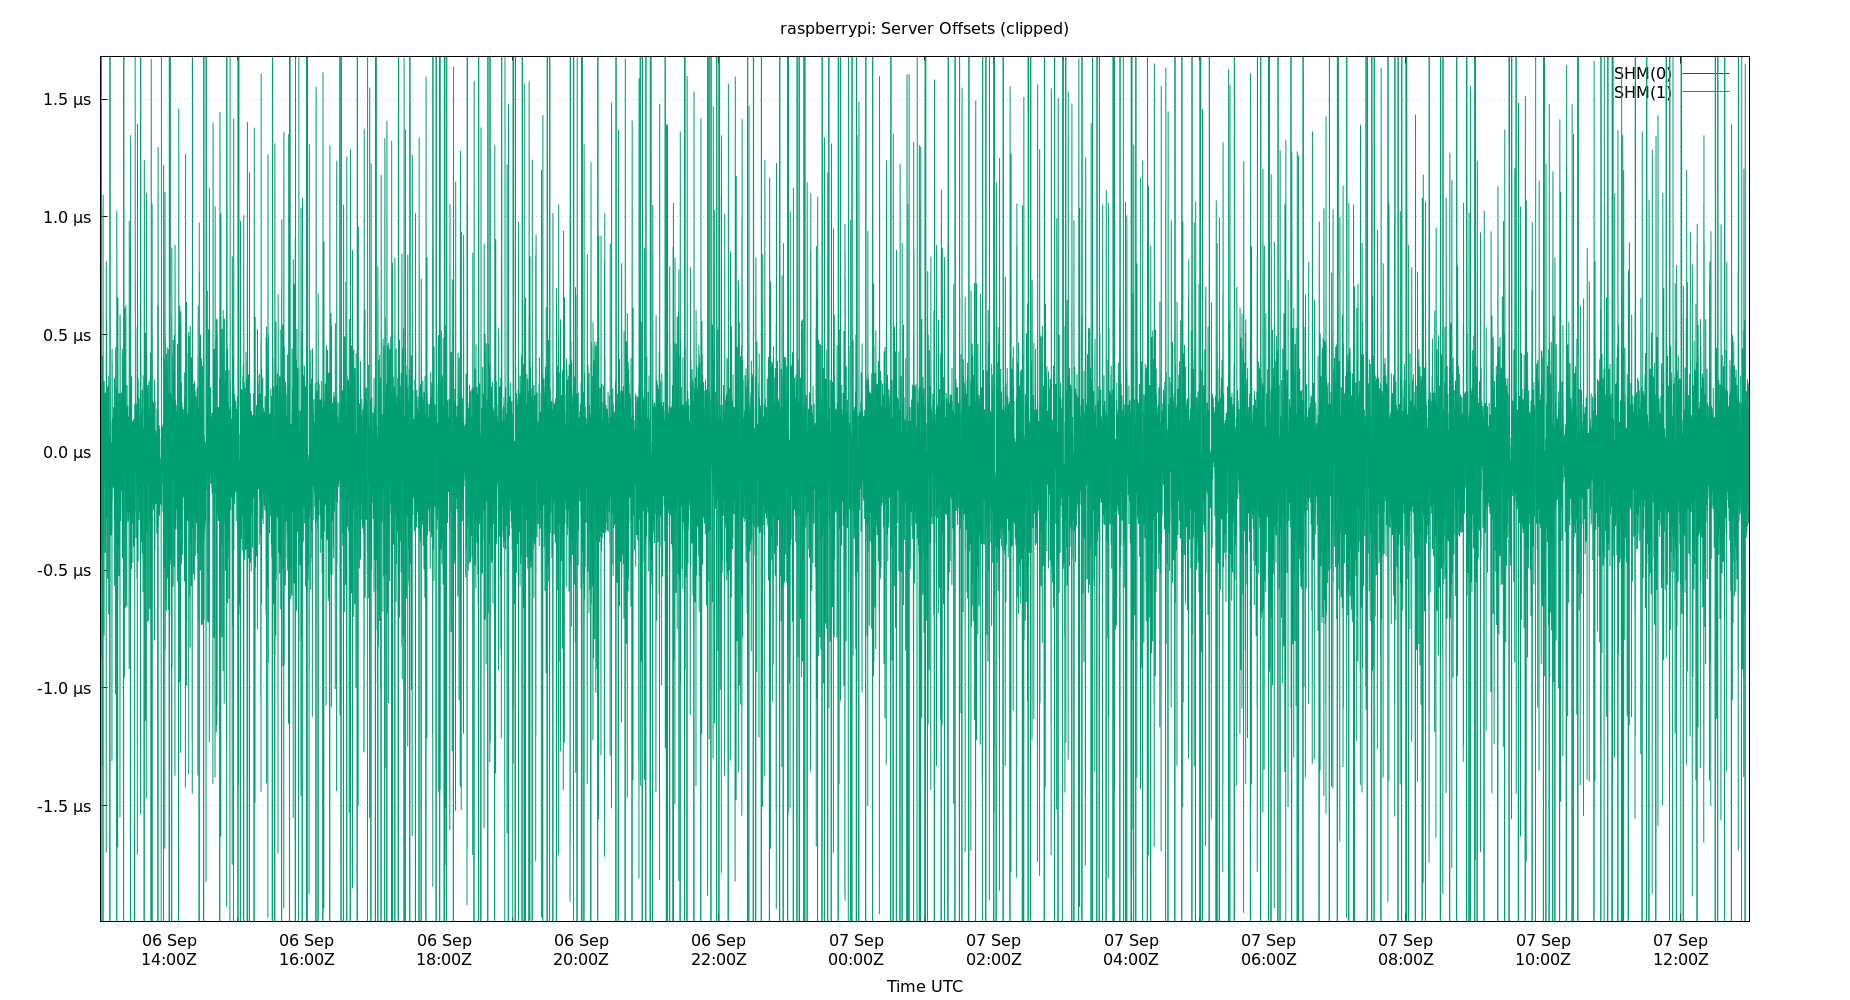 raspberrypi: Server Offsets (clipped)
SHM(0)
SHM(1)
1.5 µs
1.0 µs
0.5 µs
0.0 µs
-0.5 µs
-1.0 µs
-1.5 µs
06 Sep 06 Sep 06 Sep 06 Sep 06 Sep 07 Sep 07 Sep 07 Sep 07 Sep 07 Sep 07 Sep 07 Sep
14:00Z 16:00Z 18:00Z 20:00Z 22:00Z 00:00Z 02:00Z 04:00Z 06:00Z 08:00Z 10:00Z 12:00Z
Time UTC